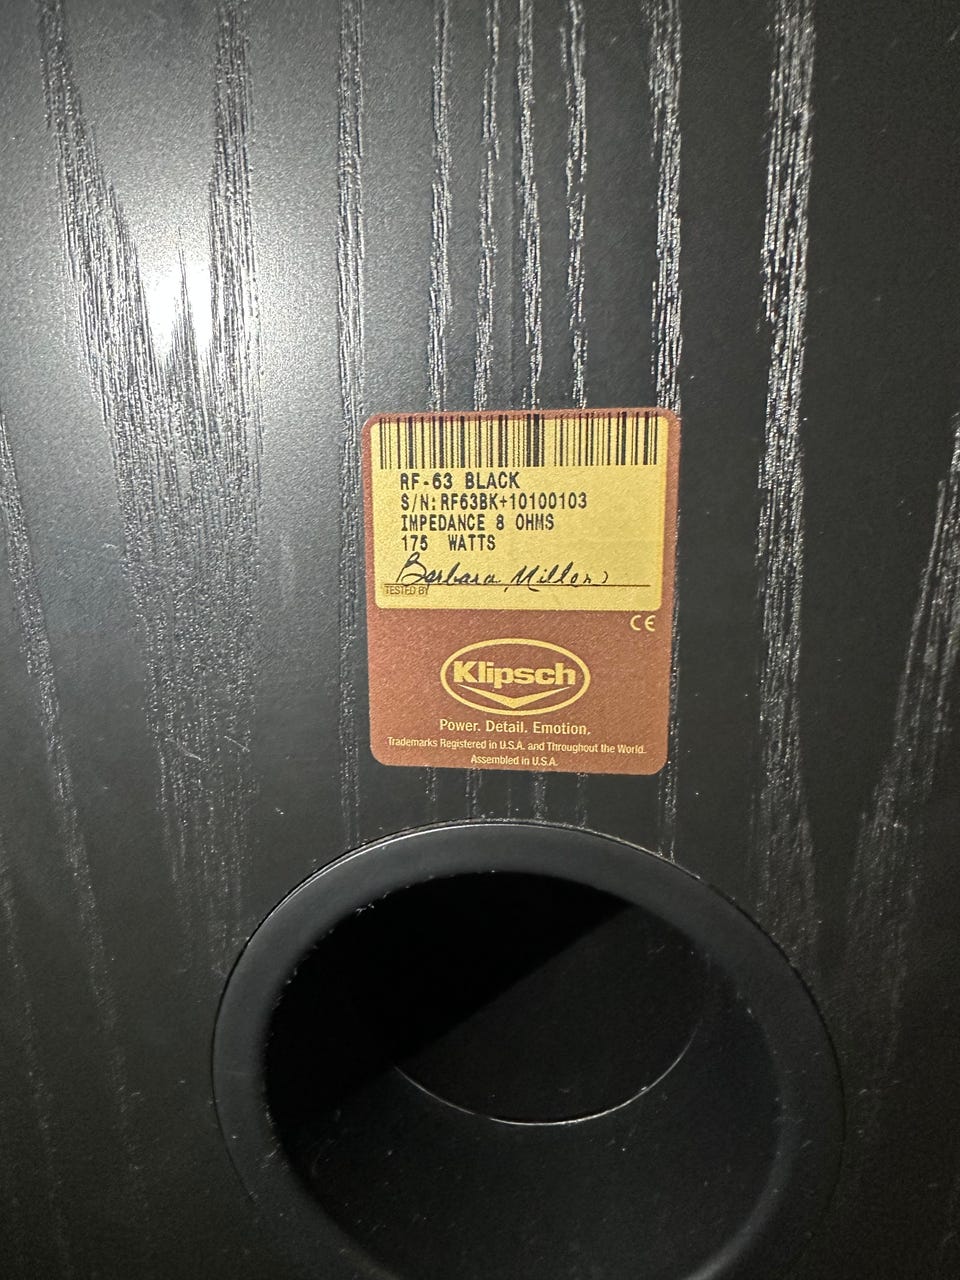 RF-63 BLACK
S/N:RF63BK+10100103
IMPEDANCE 8 OHMS
175 WATTS
Barbara
TESTED BY
CE
Klipsch
Power. Detail. Emotion.
Trademarks Registered in U.S.A. and Throughout the World.
Assembled in U.S.A.